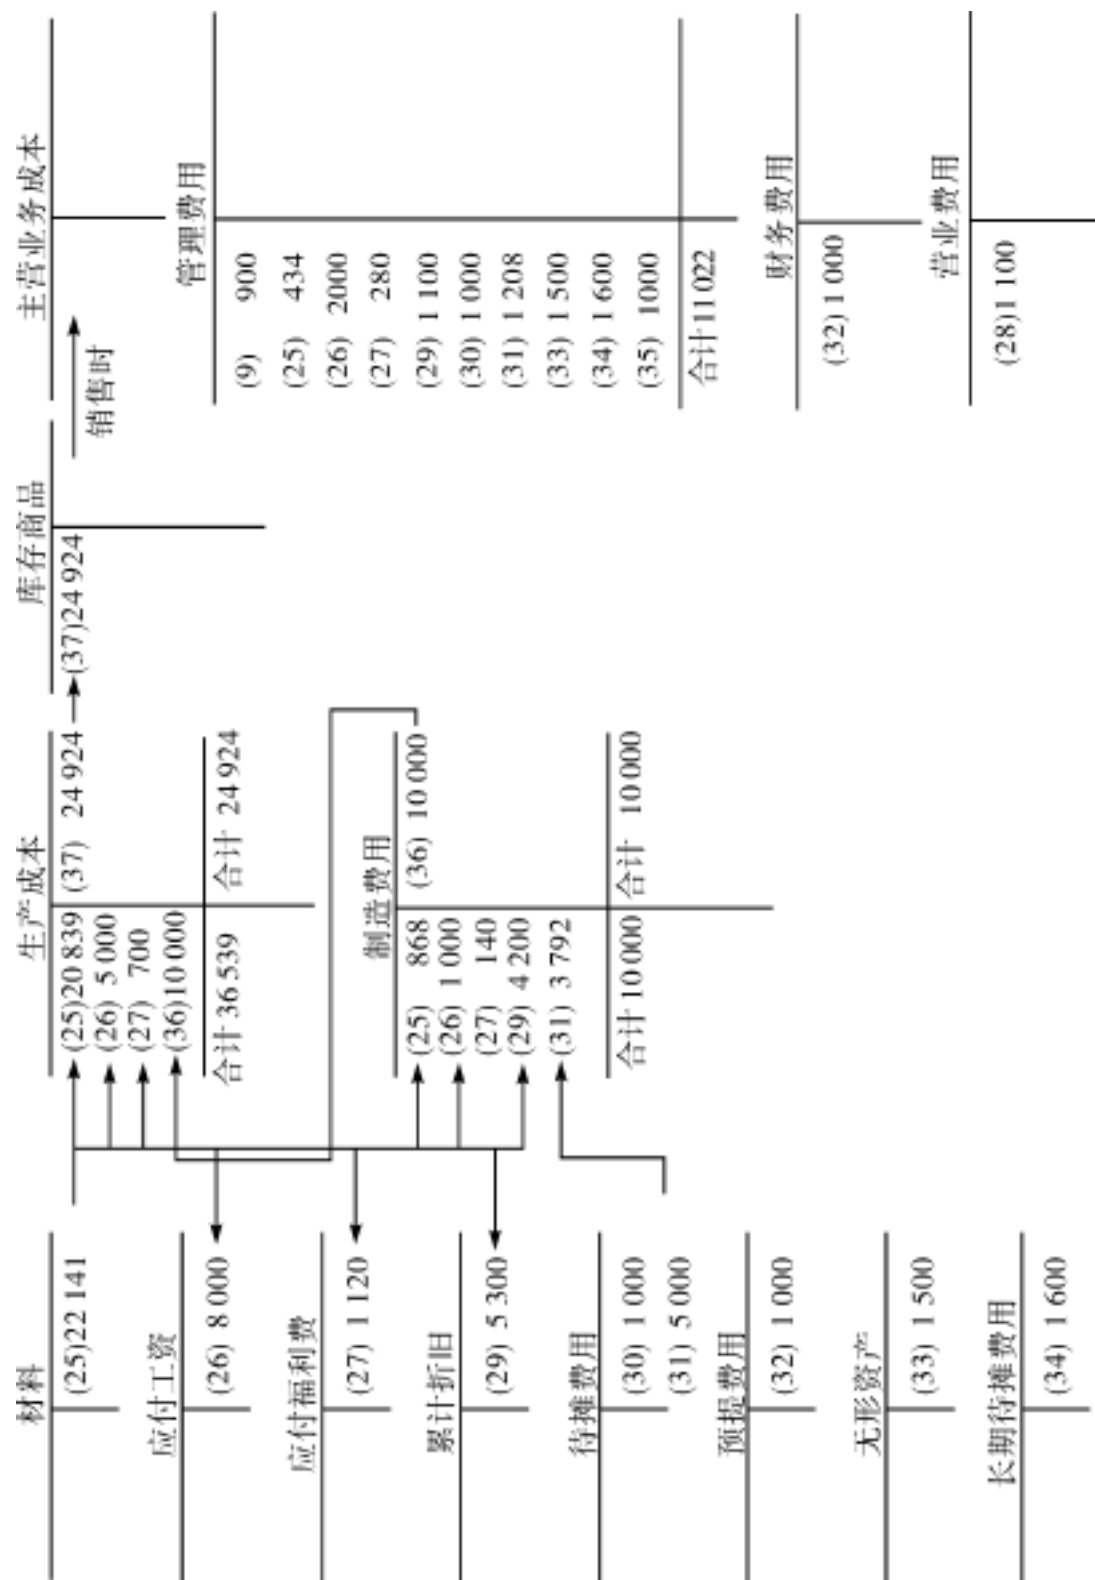 材料
(25)22 141
应付工资
(26) 8 000
应付福利费
(27) 1 120
累计折旧
(29) 5 300
待摊费用
(30) 1 000
(31) 5 000
预提费用
(32) 1 000
无形资产
(33) 1 500
长期待摊费用
(34) 1 600
生产成本
(25)20 839 (37) 24 924
(26) 5 000
(27) 700
(36)10 000
合计 36 539 合计 24 924
制造费用
(25) 868 (36) 10 000
(26) 1 000
(27) 140
(29) 4 200
(31) 3 792
合计 10 000 合计 10 000
库存商品
(37)24 924
销售时
主营业务成本
管理费用
(9) 900
(25) 434
(26) 2000
(27) 280
(29) 1 100
(30) 1 000
(31) 1 208
(33) 1 500
(34) 1 600
(35) 1000
合计 11 022
财务费用
(32) 1 000
营业费用
(28)1 100